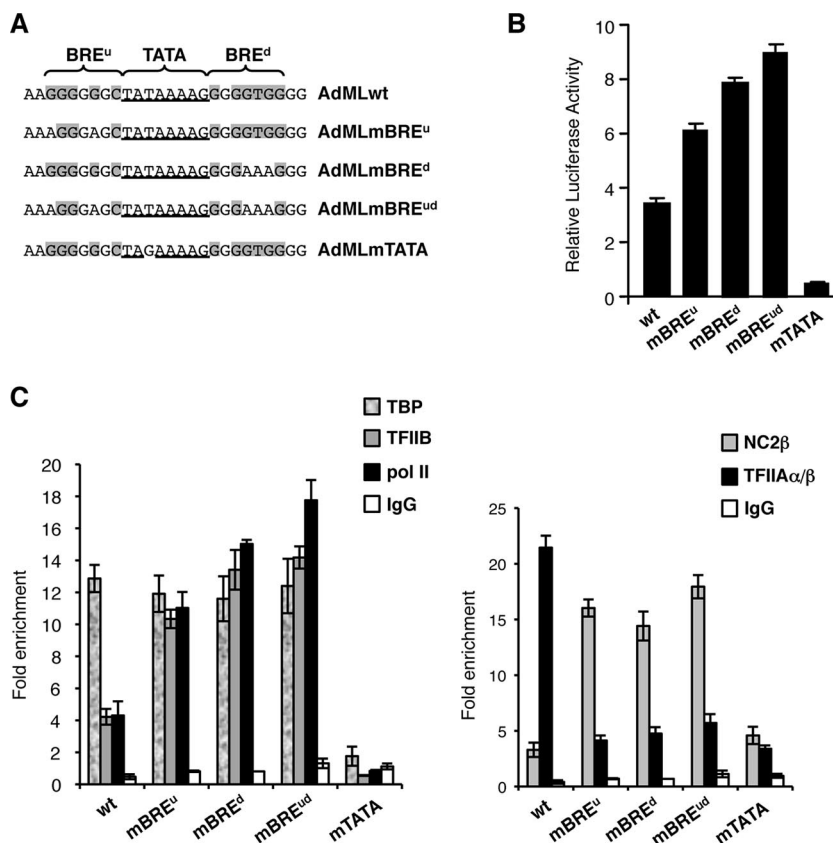 A
BREᵘ TATA BREᵈ
AAGGGGGGCTATAAAAGGGGGTGGGG AdMLwt
AAAGGGAGCTATAAAAGGGGGTGGGG AdMLmBREᵘ
AAGGGGGGCTATAAAAGGGGAAAGGG AdMLmBREᵈ
AAAGGGAGCTATAAAAGGGGAAAGGG AdMLmBREᵘᵈ
AAGGGGGGCTAGAAAAGGGGGTGGGG AdMLmTATA
B
Relative Luciferase Activity
10
8
6
4
2
0
wt mBREᵘ mBREᵈ mBREᵘᵈ mTATA
C
TBP
TFIIB
pol II
IgG
Fold enrichment
20
18
16
14
12
10
8
6
4
2
0
wt mBREᵘ mBREᵈ mBREᵘᵈ mTATA
NC2β
TFIIAα/β
IgG
Fold enrichment
25
20
15
10
5
0
wt mBREᵘ mBREᵈ mBREᵘᵈ mTATA